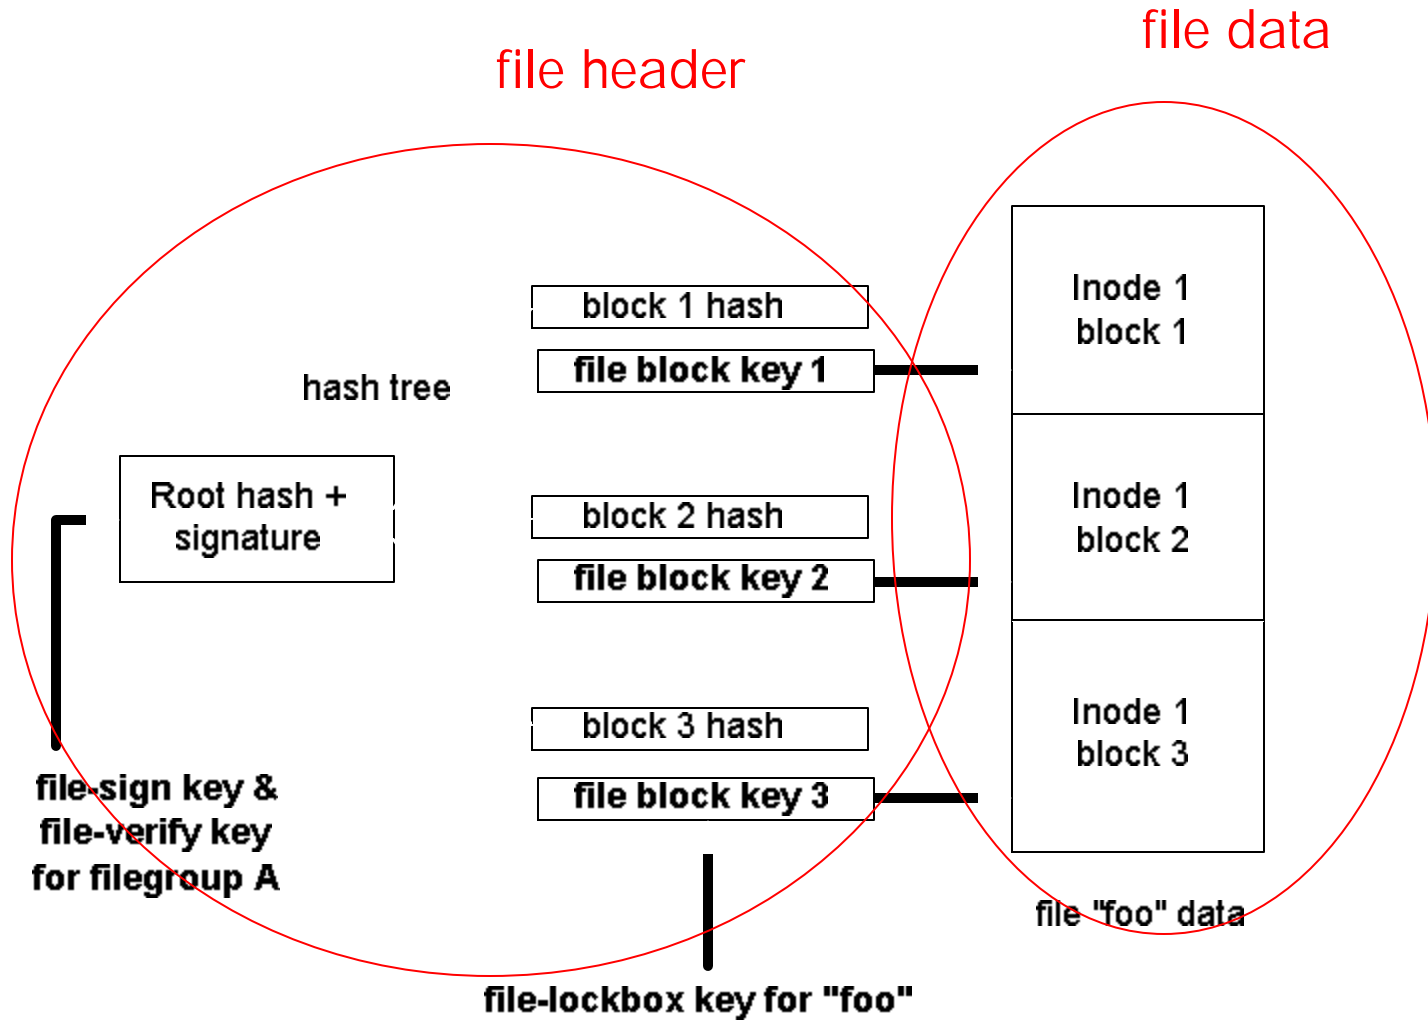 file header
file data
block 1 hash
file block key 1
hash tree
Root hash +
signature
block 2 hash
file block key 2
block 3 hash
file block key 3
file-sign key &
file-verify key
for filegroup A
file-lockbox key for "foo"
Inode 1
block 1
Inode 1
block 2
Inode 1
block 3
file "foo" data